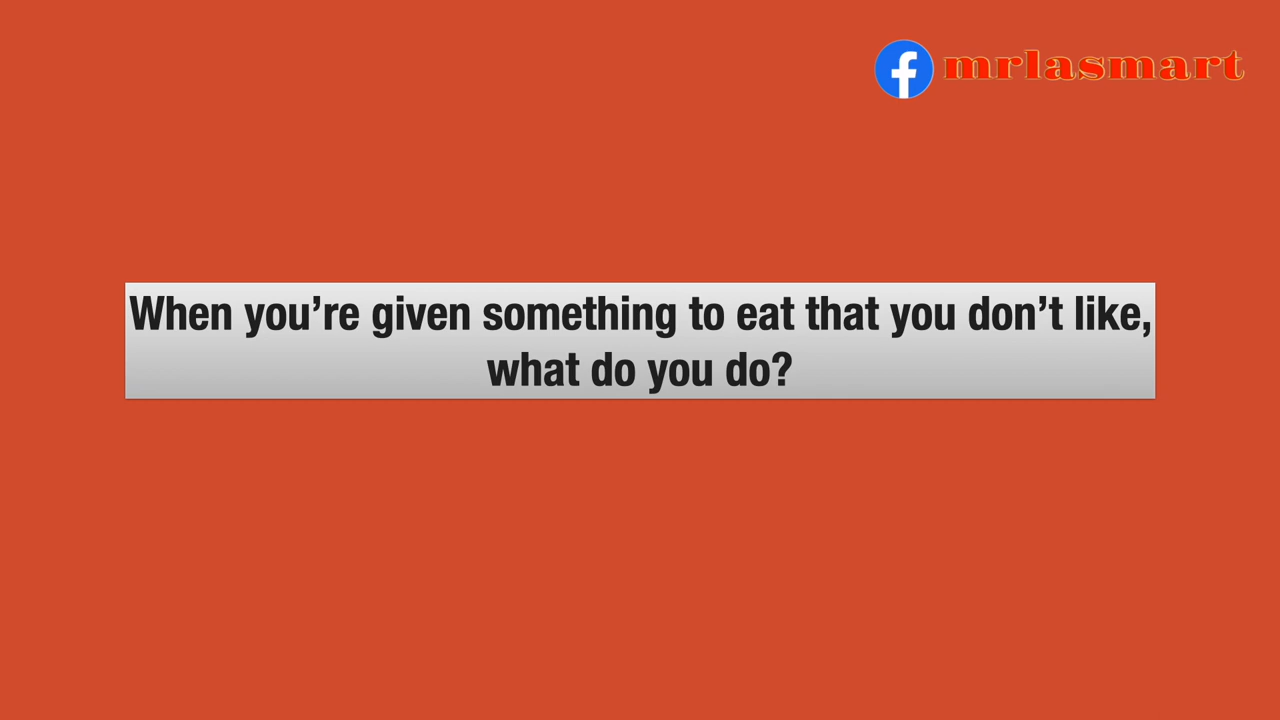 mrlasmart
When you’re given something to eat that you don’t like,
what do you do?